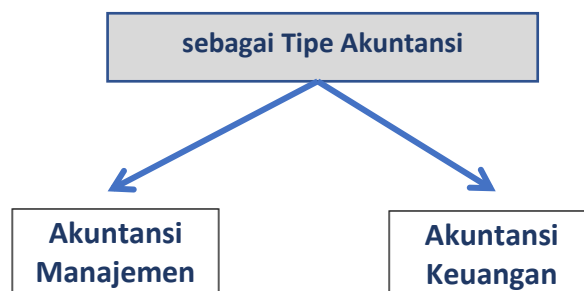 sebagai Tipe Akuntansi
Akuntansi
Manajemen
Akuntansi
Keuangan